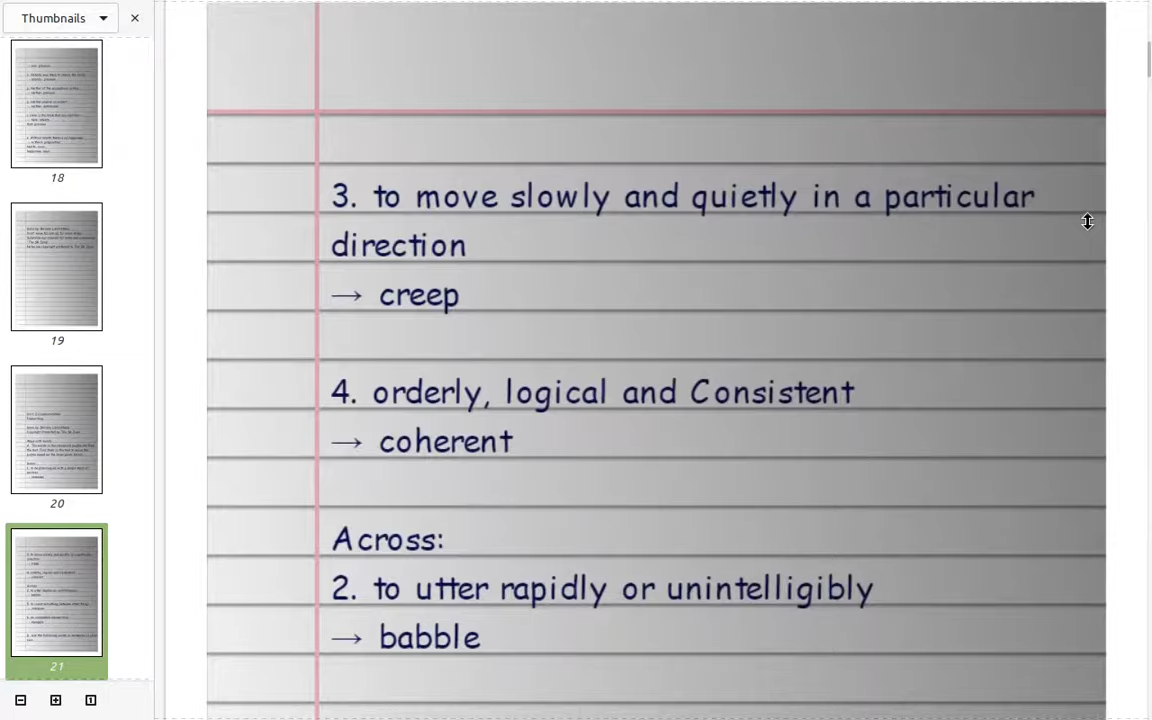 Thumbnails
18
19
20
21
3. to move slowly and quietly in a particular
direction
→ creep
4. orderly, logical and Consistent
→ coherent
Across:
2. to utter rapidly or unintelligibly
→ babble